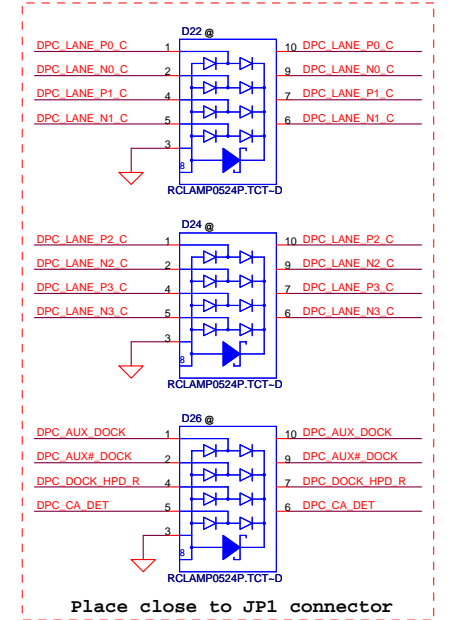 D22 @
DPC_LANE_P0_C 1 10 DPC_LANE_P0_C
DPC_LANE_N0_C 2 9 DPC_LANE_N0_C
DPC_LANE_P1_C 4 7 DPC_LANE_P1_C
DPC_LANE_N1_C 5 6 DPC_LANE_N1_C
3
8
RCLAMP0524P.TCT~D
D24 @
DPC_LANE_P2_C 1 10 DPC_LANE_P2_C
DPC_LANE_N2_C 2 9 DPC_LANE_N2_C
DPC_LANE_P3_C 4 7 DPC_LANE_P3_C
DPC_LANE_N3_C 5 6 DPC_LANE_N3_C
3
8
RCLAMP0524P.TCT~D
D26 @
DPC_AUX_DOCK 1 10 DPC_AUX_DOCK
DPC_AUX#_DOCK 2 9 DPC_AUX#_DOCK
DPC_DOCK_HPD_R 4 7 DPC_DOCK_HPD_R
DPC_CA_DET 5 6 DPC_CA_DET
3
8
RCLAMP0524P.TCT~D
Place close to JP1 connector